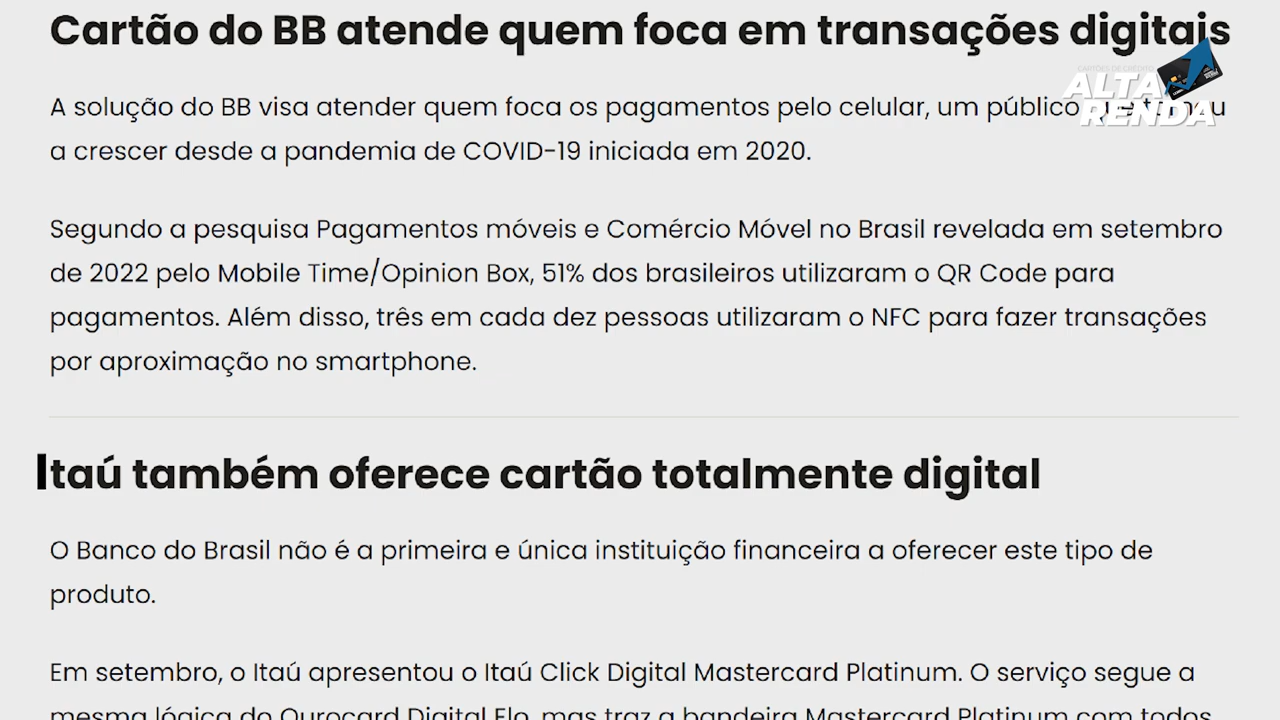 Cartão do BB atende quem foca em transações digitais
CARTÕES DE CRÉDITO
ALTA
RENDA
A solução do BB visa atender quem foca os pagamentos pelo celular, um público
a crescer desde a pandemia de COVID-19 iniciada em 2020.
Segundo a pesquisa Pagamentos móveis e Comércio Móvel no Brasil revelada em setembro
de 2022 pelo Mobile Time/Opinion Box, 51% dos brasileiros utilizaram o QR Code para
pagamentos. Além disso, três em cada dez pessoas utilizaram o NFC para fazer transações
por aproximação no smartphone.
Itaú também oferece cartão totalmente digital
O Banco do Brasil não é a primeira e única instituição financeira a oferecer este tipo de
produto.
Em setembro, o Itaú apresentou o Itaú Click Digital Mastercard Platinum. O serviço segue a
mesma lógica do Ourocard Digital Elo, mas traz a bandeira Mastercard Platinum com todos